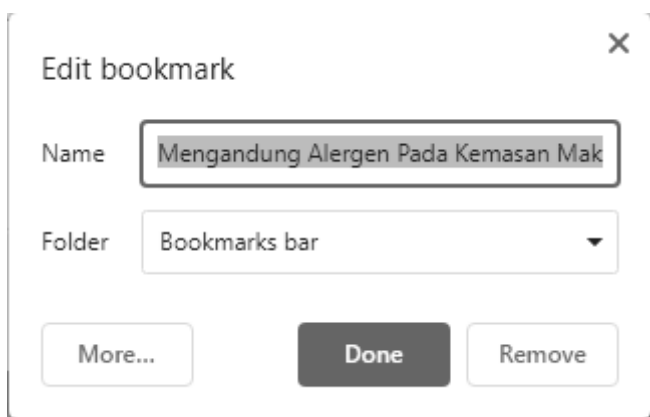 Edit bookmark
Name Mengandung Alergen Pada Kemasan Mak
Folder Bookmarks bar
More... Done Remove